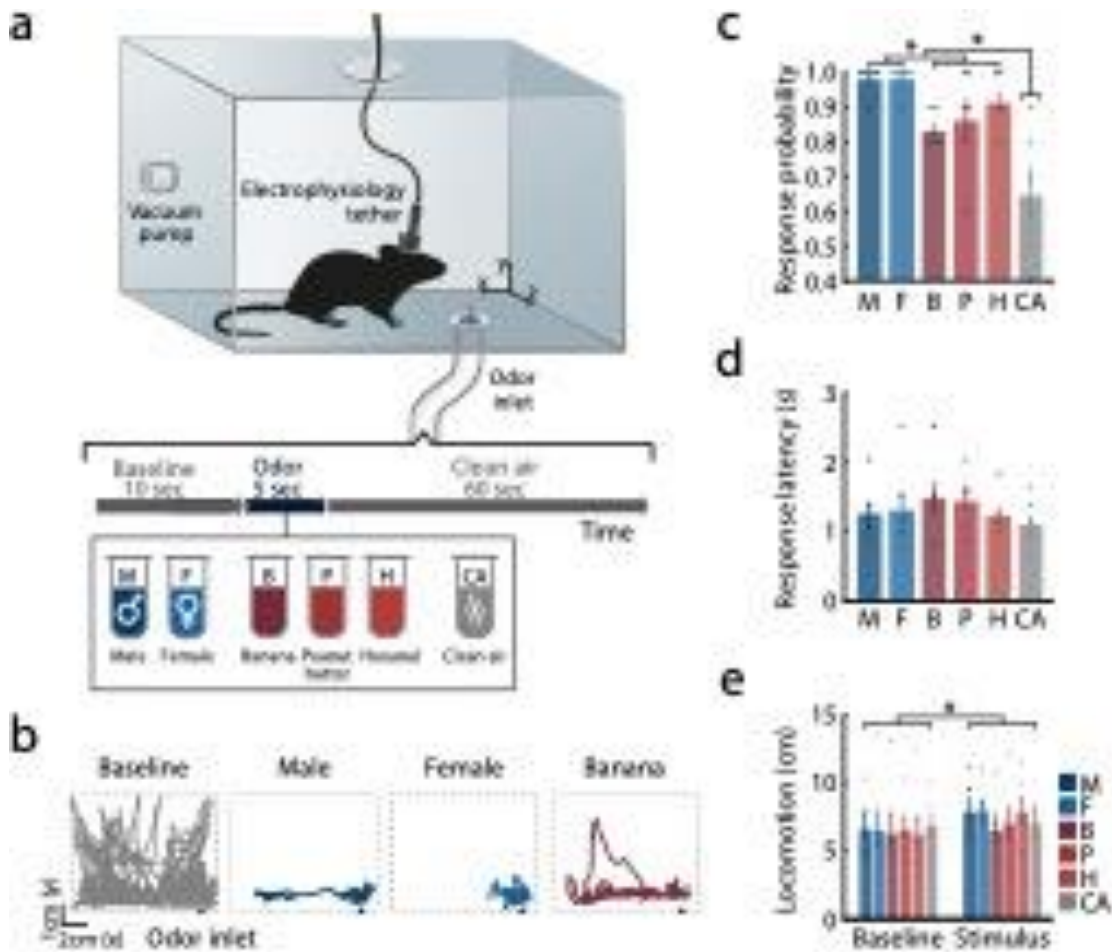 a
Electrophysiology
tether
Vacuum
pump
Odor
inlet
Baseline
10 sec
Odor
5 sec
Clean air
60 sec
Time
M
F
B
P
H
CA
Male
Female
Banana
Peanut
butter
Clean air
b
Baseline
Male
Female
Banana
Odor inlet
c
Response probability
1.0
0.9
0.8
0.7
0.6
0.5
0.4
M F B P H CA
*
*
d
Response latency (s)
3
2
1
0
M F B P H CA
e
Locomotion (cm)
15
10
5
0
*
Baseline
Stimulus
M
F
B
P
H
CA